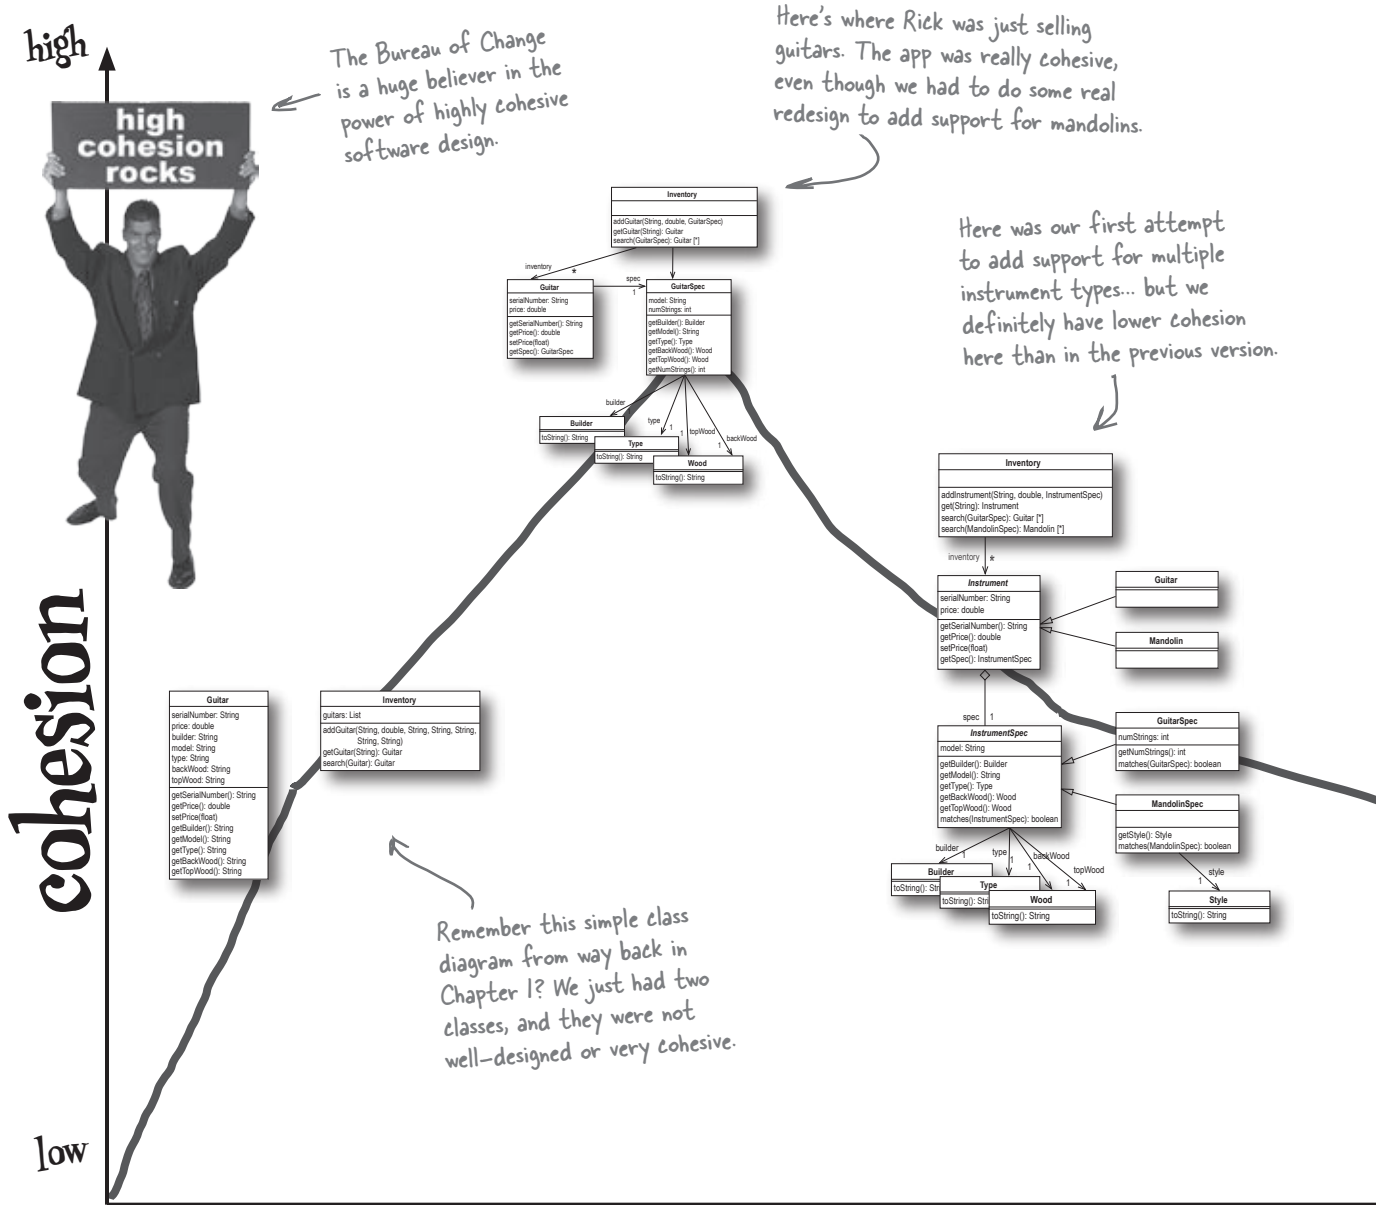 high
high
cohesion
rocks
The Bureau of Change
is a huge believer in the
power of highly cohesive
software design.
Here's where Rick was just selling
guitars. The app was really cohesive,
even though we had to do some real
redesign to add support for mandolins.
Inventory
addGuitar(String, double, GuitarSpec)
getGuitar(String): Guitar
search(GuitarSpec): Guitar [*]
inventory
*
Guitar
serialNumber: String
price: double
getSerialNumber(): String
getPrice(): double
setPrice(float)
getSpec(): GuitarSpec
spec
1
GuitarSpec
model: String
numStrings: int
getBuilder(): Builder
getModel(): String
getType(): Type
getBackWood(): Wood
getTopWood(): Wood
getNumStrings(): int
builder
type
1
1
topWood
1
backWood
Builder
toString(): String
Type
toString(): String
Wood
toString(): String
Here was our first attempt
to add support for multiple
instrument types... but we
definitely have lower cohesion
here than in the previous version.
Inventory
addInstrument(String, double, InstrumentSpec)
get(String): Instrument
search(GuitarSpec): Guitar [*]
search(MandolinSpec): Mandolin [*]
inventory
*
Instrument
serialNumber: String
price: double
getSerialNumber(): String
getPrice(): double
setPrice(float)
getSpec(): InstrumentSpec
Guitar
Mandolin
spec
1
InstrumentSpec
model: String
getBuilder(): Builder
getModel(): String
getType(): Type
getBackWood(): Wood
getTopWood(): Wood
matches(InstrumentSpec): boolean
GuitarSpec
numStrings: int
getNumStrings(): int
matches(GuitarSpec): boolean
MandolinSpec
getStyle(): Style
matches(MandolinSpec): boolean
style
1
Style
toString(): String
builder
1
type
1
backWood
1
topWood
1
Builder
toString(): Stri
Type
toString(): Stri
Wood
toString(): String
cohesion
Guitar
serialNumber: String
price: double
builder: String
model: String
type: String
backWood: String
topWood: String
getSerialNumber(): String
getPrice(): double
setPrice(float)
getBuilder(): String
getModel(): String
getType(): String
getBackWood(): String
getTopWood(): String
Inventory
guitars: List
addGuitar(String, double, String, String, String,
String, String)
getGuitar(String): Guitar
search(Guitar): Guitar
Remember this simple class
diagram from way back in
Chapter 1? We just had two
classes, and they were not
well-designed or very cohesive.
low